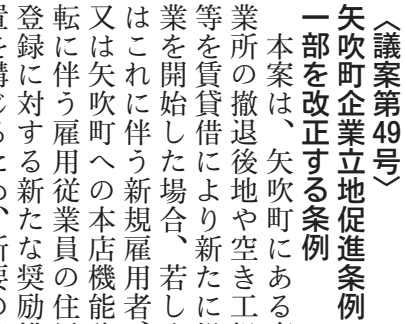 〈議案第49号〉
矢吹町企業立地促進条例
一部を改正する条例
本案は、矢吹町にある
業所の撤退後地や空き工
等を賃貸借により新たに
業を開始した場合、若し
はこれに伴う新規雇用者、
又は矢吹町への本店機能
転に伴う雇用従業員の住
登録に対する新たな奨励